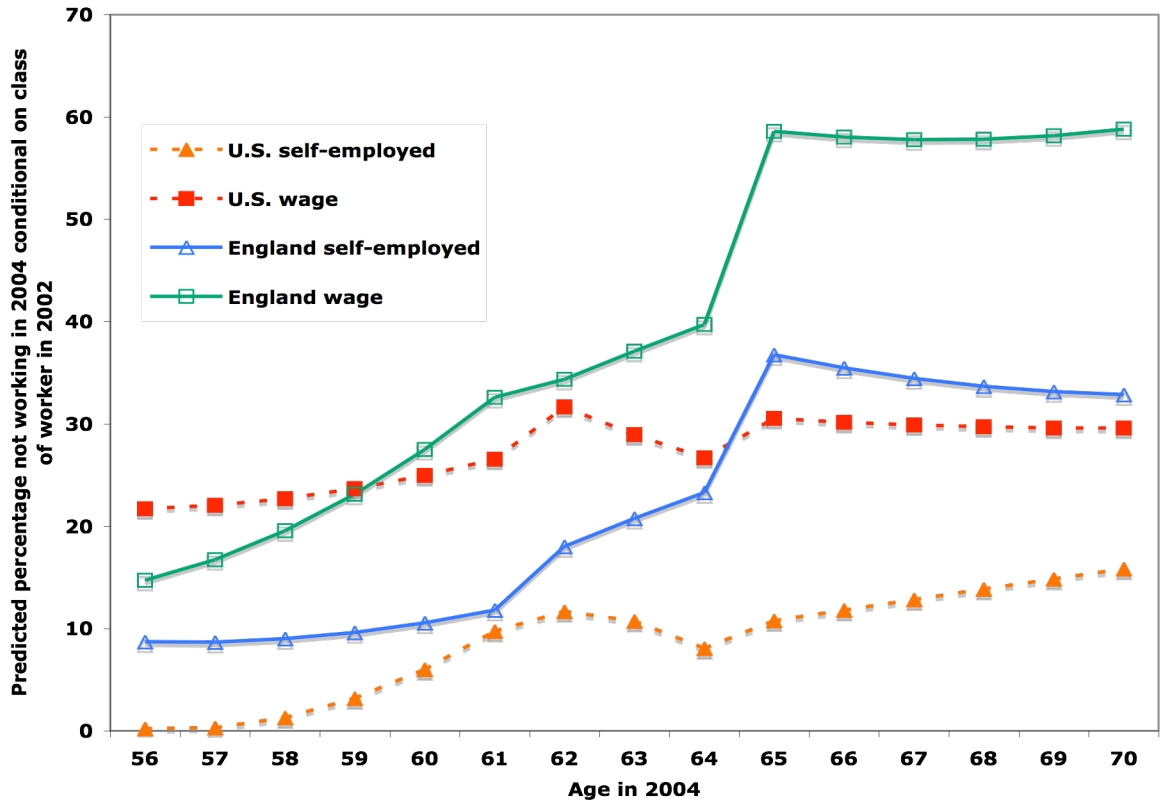 Predicted percentage not working in 2004 conditional on class
of worker in 2002
70
60
50
40
30
20
10
0
U.S. self-employed
U.S. wage
England self-employed
England wage
56 57 58 59 60 61 62 63 64 65 66 67 68 69 70
Age in 2004